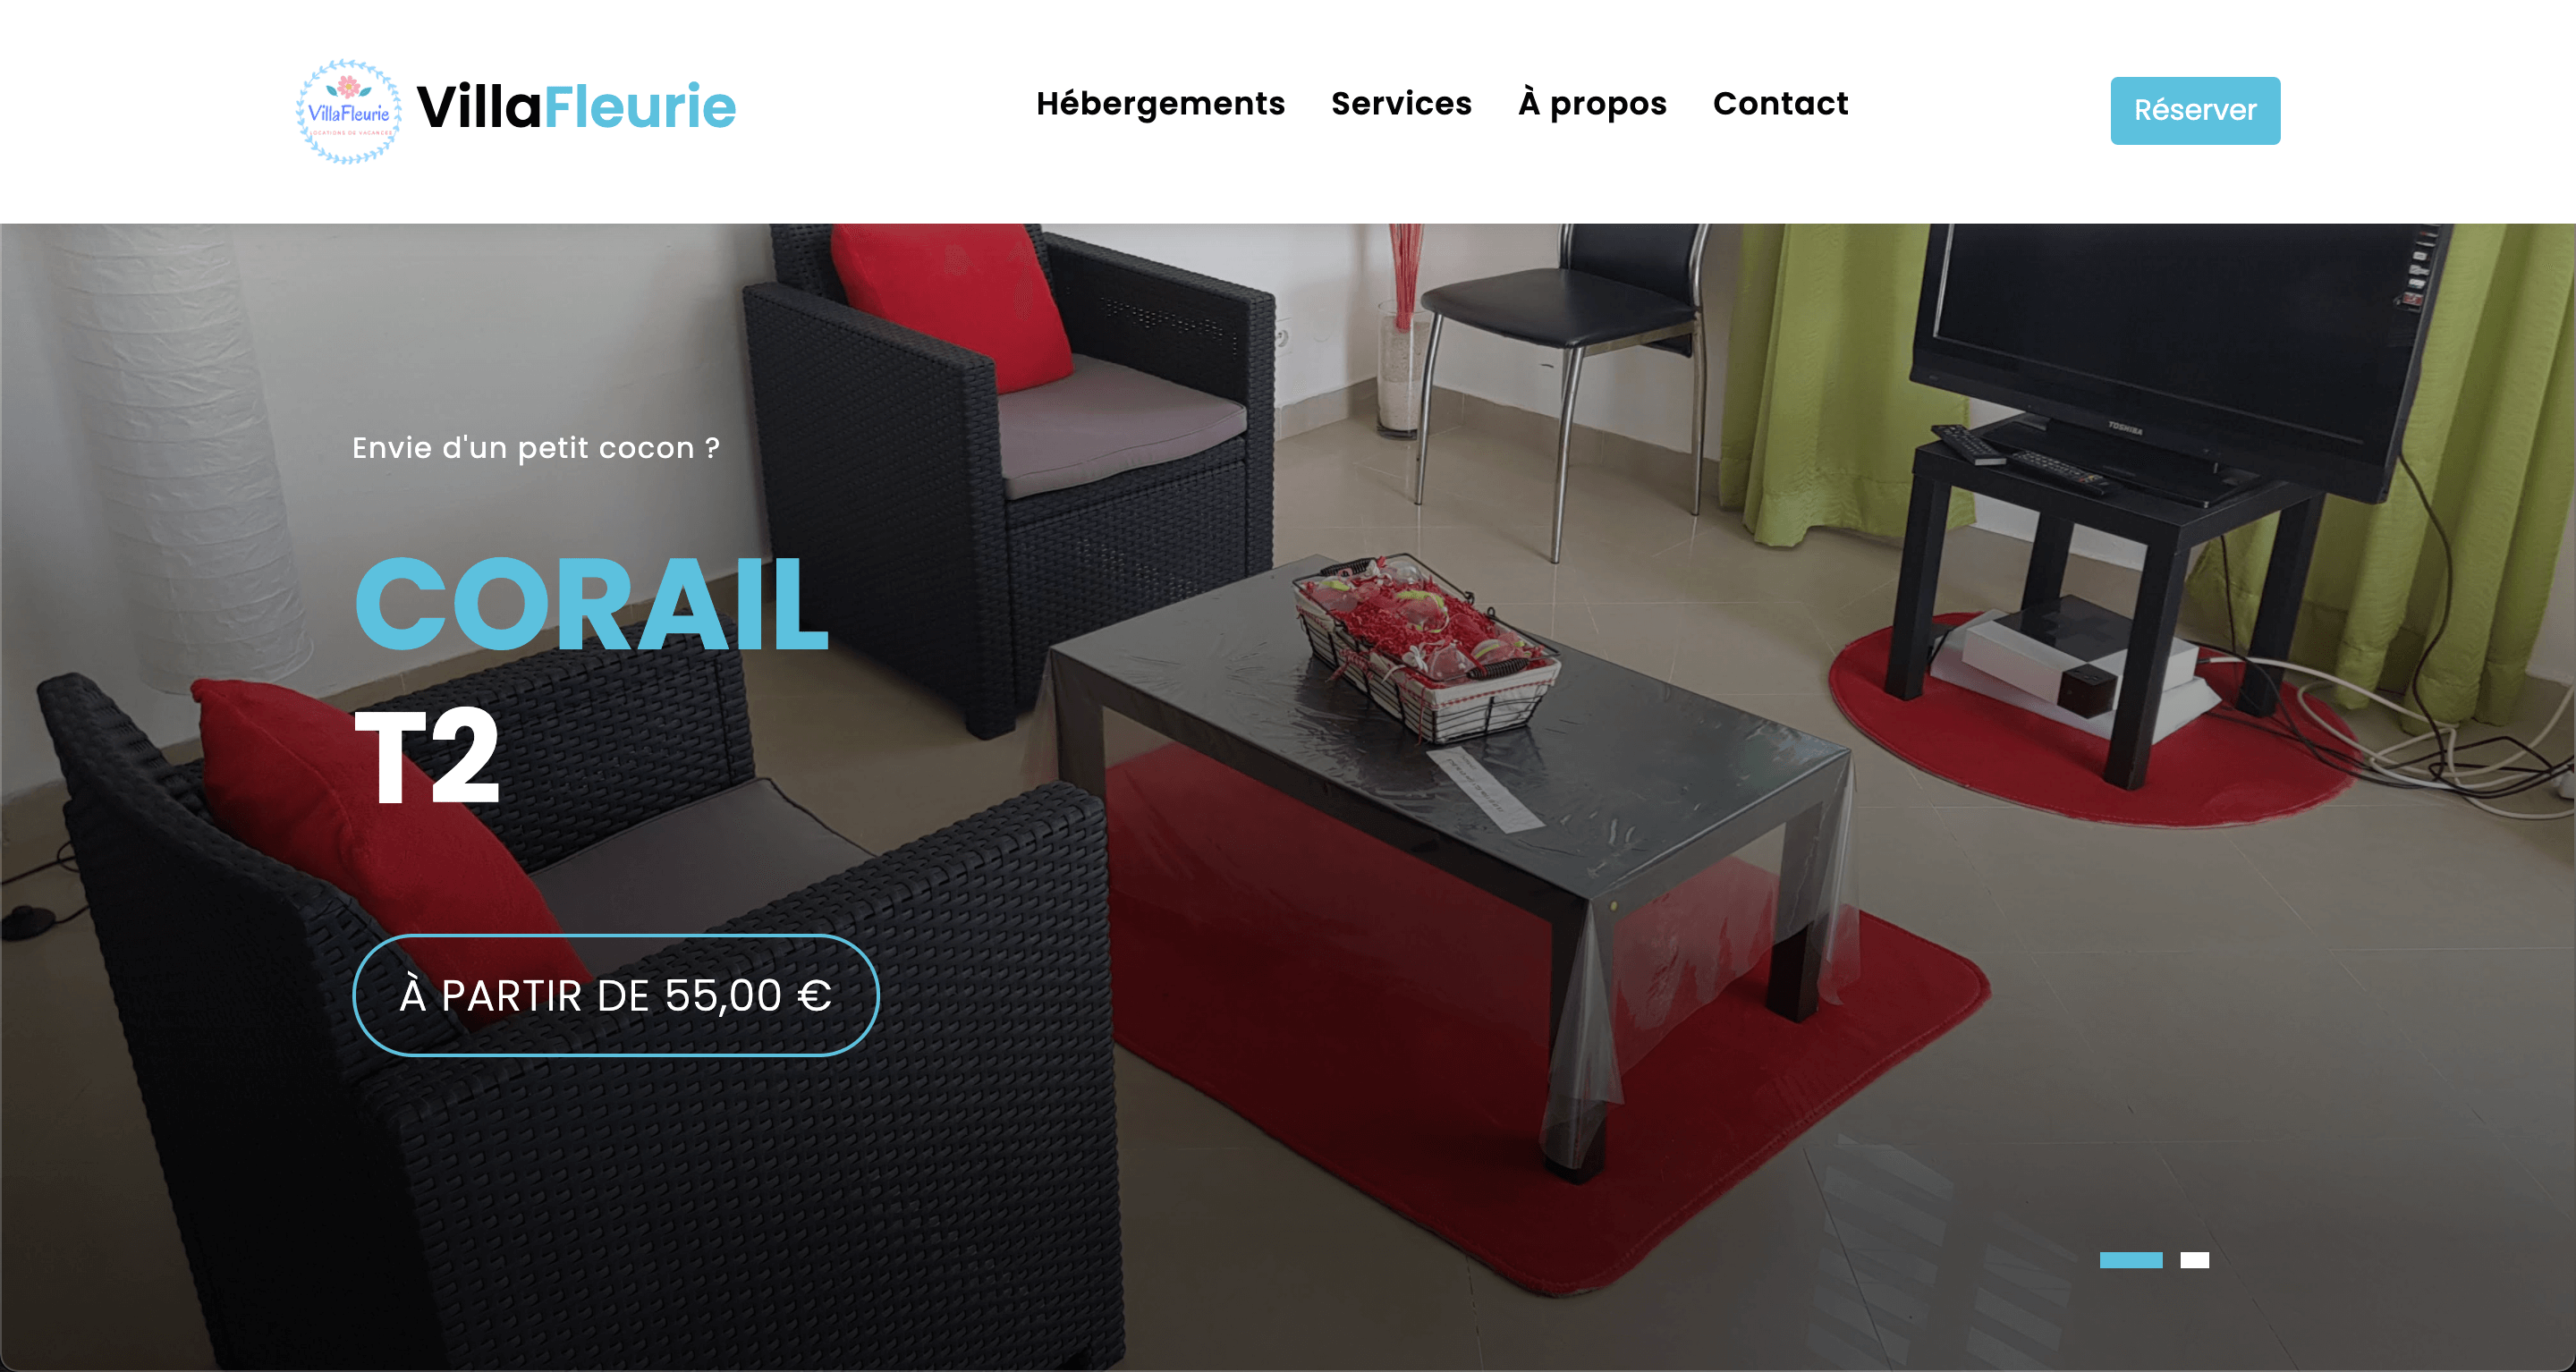 VillaFleurie
LOCATIONS DE VACANCES
VillaFleurie
Hébergements
Services
À propos
Contact
Réserver
Envie d'un petit cocon ?
CORAIL
T2
À PARTIR DE 55,00 €
TOSHIBA